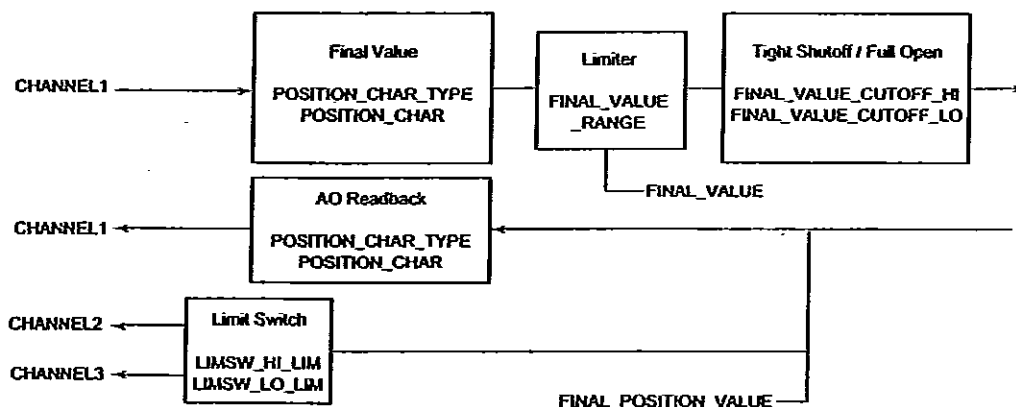 Final Value
Limiter
Tight Shutoff / Full Open
CHANNEL1
POSITION_CHAR_TYPE
POSITION_CHAR
FINAL_VALUE
_RANGE
FINAL_VALUE_CUTOFF_HI
FINAL_VALUE_CUTOFF_LO
FINAL_VALUE
AO Readback
CHANNEL1
POSITION_CHAR_TYPE
POSITION_CHAR
CHANNEL2
Limit Switch
CHANNEL3
LIMSW_HI_LIM
LIMSW_LO_LIM
FINAL_POSITION_VALUE